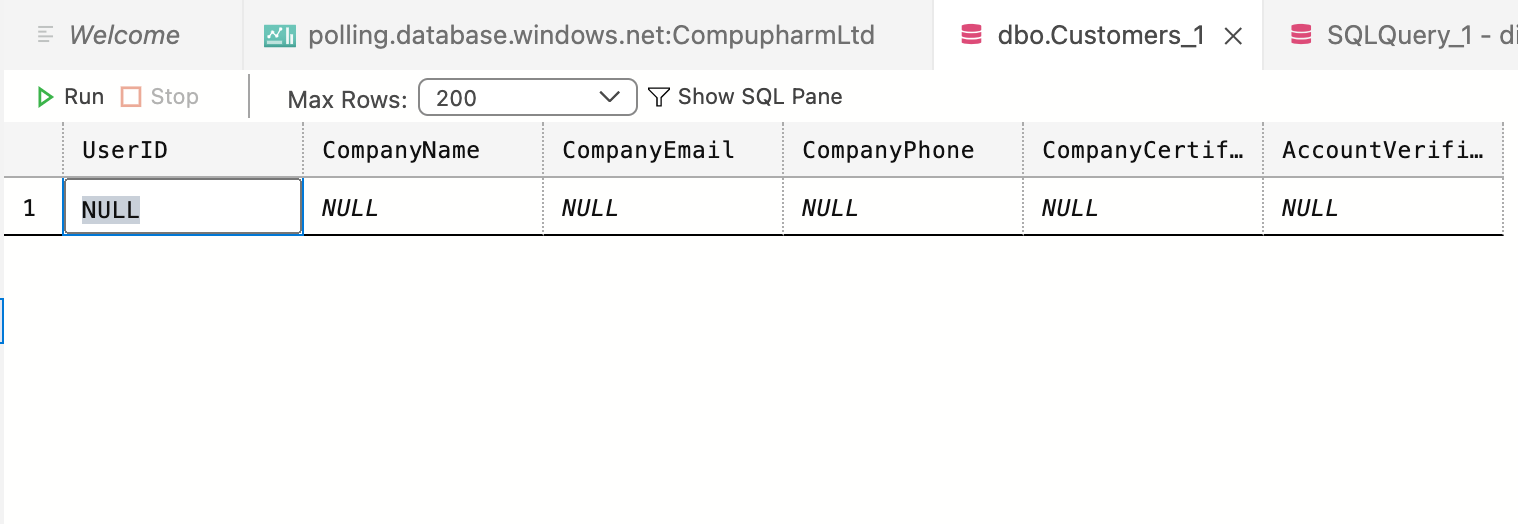 Welcome polling.database.windows.net:CompupharmLtd dbo.Customers_1 SQLQuery_1 - di
Run Stop Max Rows: 200 Show SQL Pane
UserID CompanyName CompanyEmail CompanyPhone CompanyCertif… AccountVerifi…
1 NULL NULL NULL NULL NULL NULL